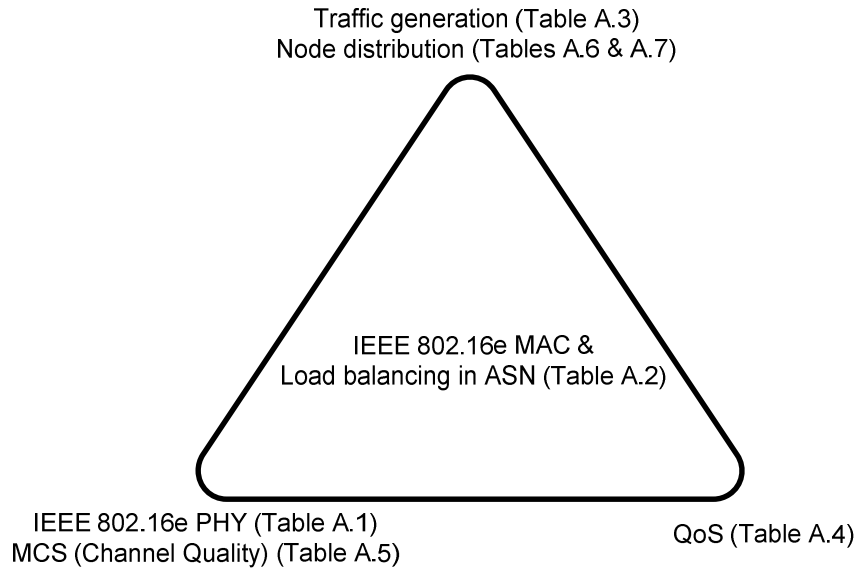 Traffic generation (Table A.3)
Node distribution (Tables A.6 & A.7)
IEEE 802.16e MAC &
Load balancing in ASN (Table A.2)
IEEE 802.16e PHY (Table A.1)
MCS (Channel Quality) (Table A.5)
QoS (Table A.4)